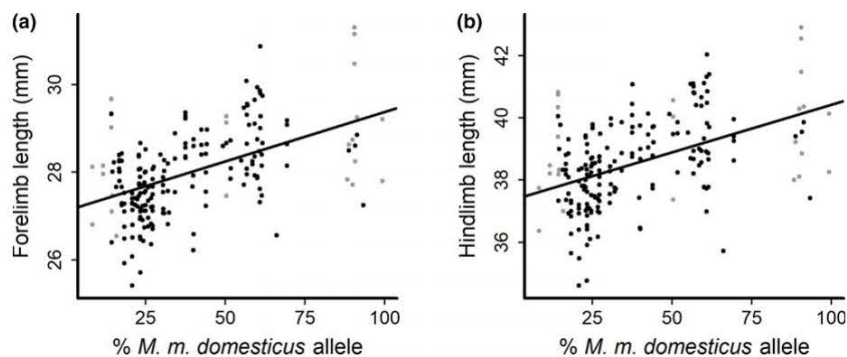 (a)
Forelimb length (mm)
30
28
26
25
50
75
100
% M. m. domesticus allele
(b)
Hindlimb length (mm)
42
40
38
36
25
50
75
100
% M. m. domesticus allele